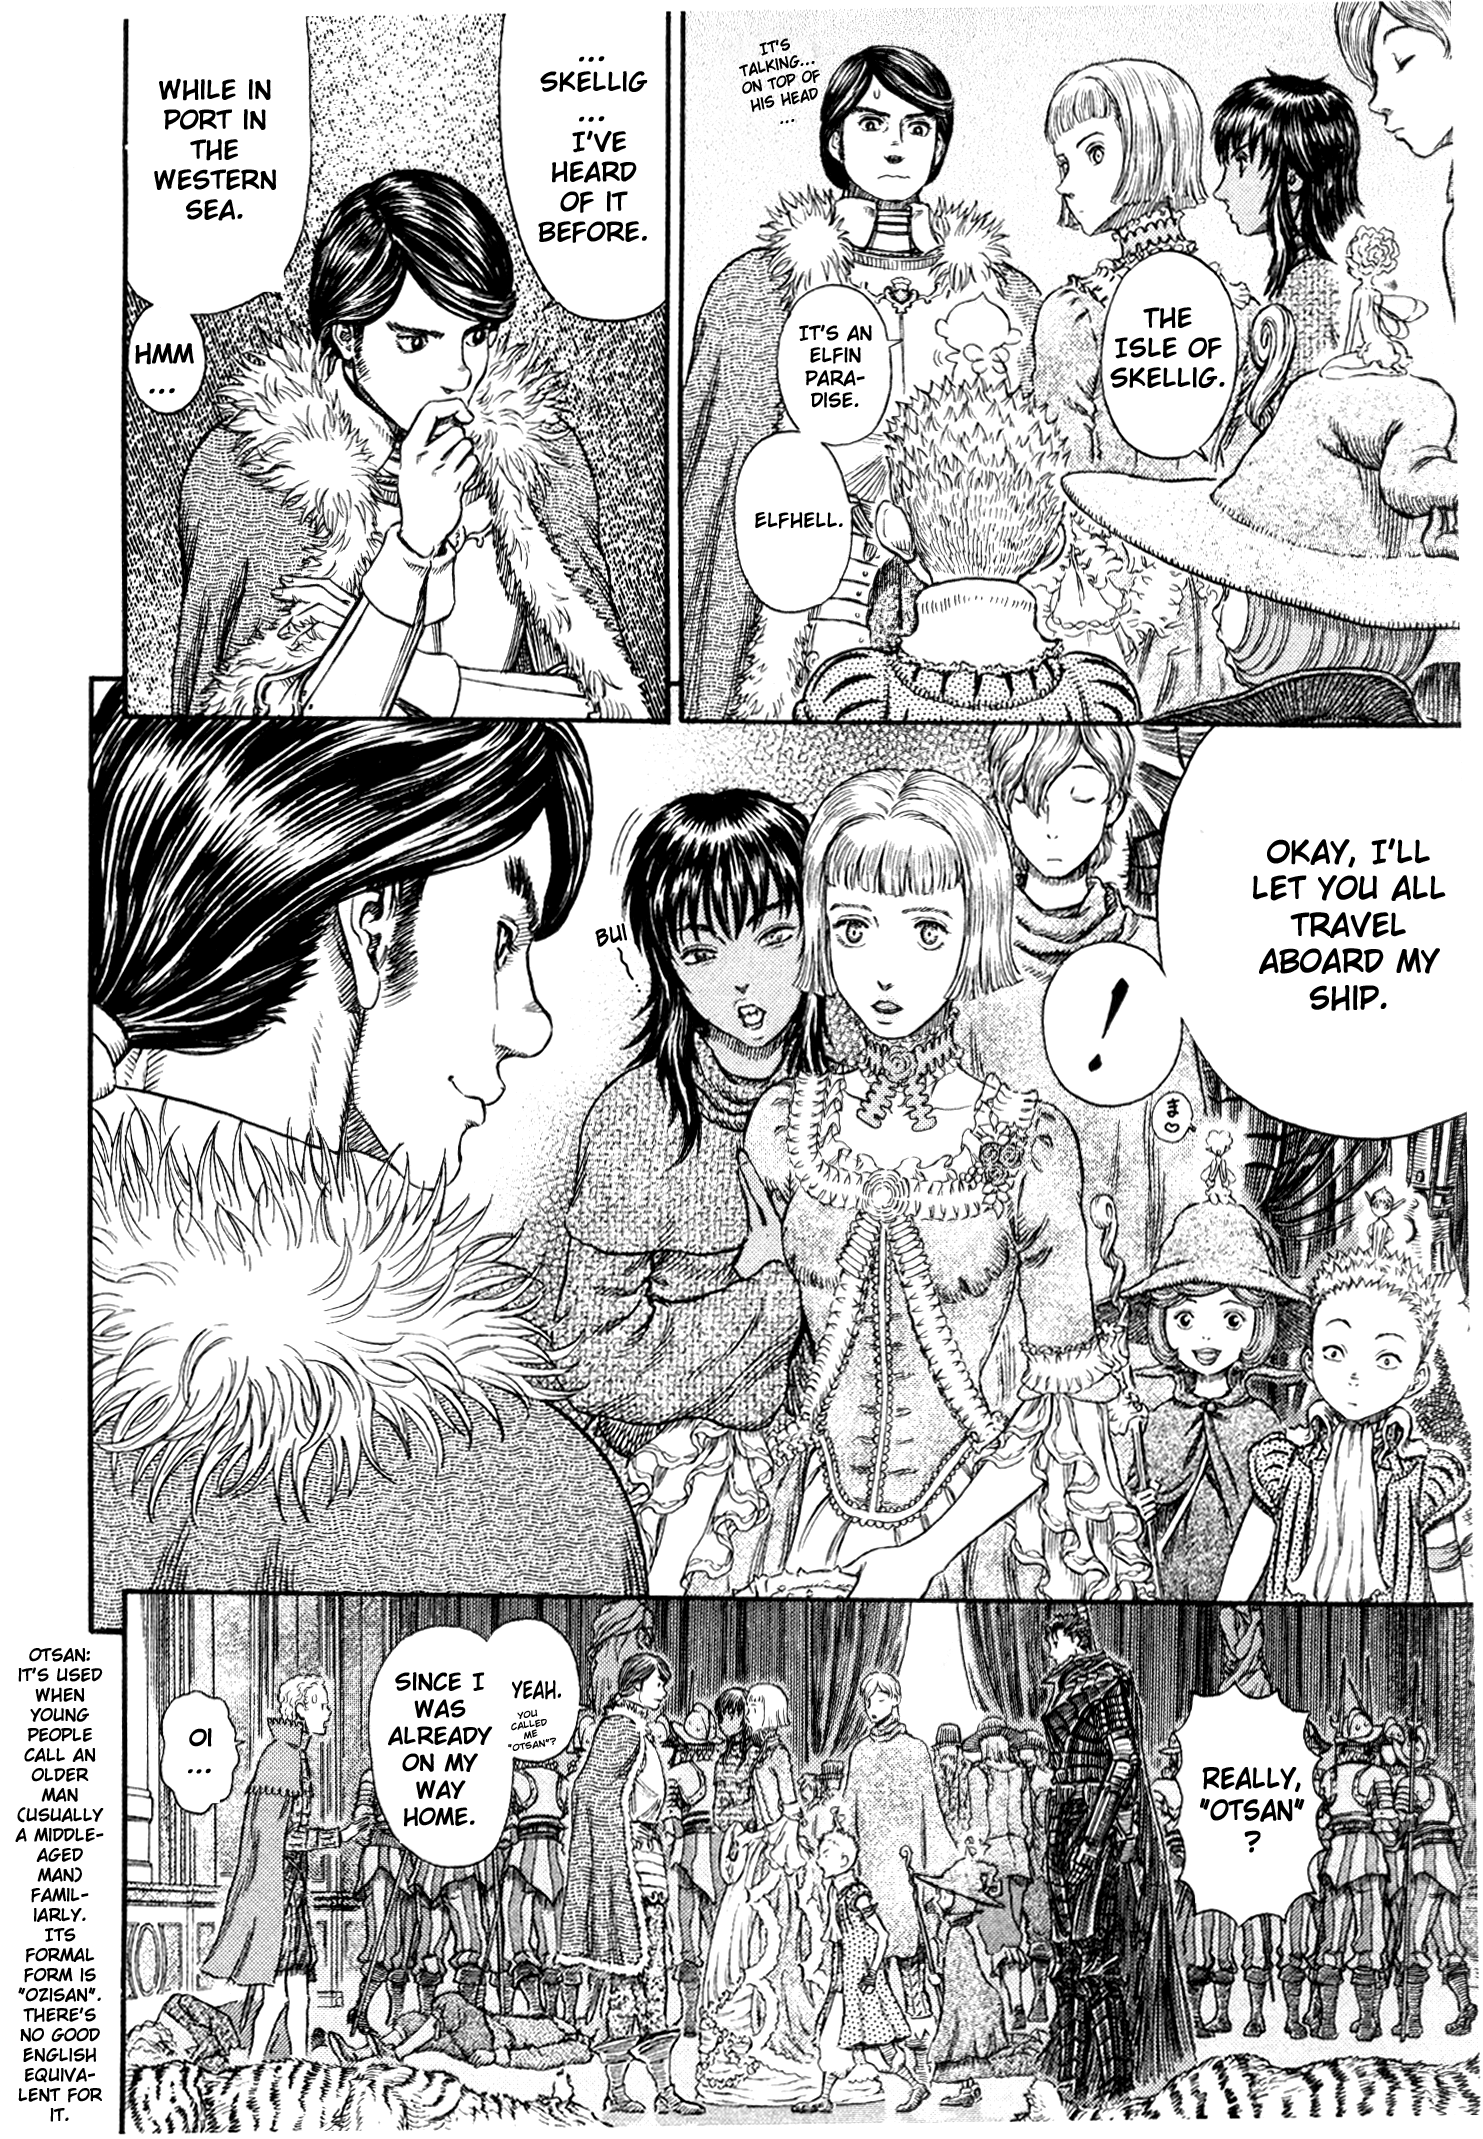 IT'S
TALKING...
ON TOP OF
HIS HEAD
...
THE
ISLE OF
SKELLIG.
IT'S AN
ELFIN
PARA-
DISE.
ELFHELL.
...
SKELLIG
...
I'VE
HEARD
OF IT
BEFORE.
WHILE IN
PORT IN
THE
WESTERN
SEA.
HMM
...
OKAY, I'LL
LET YOU ALL
TRAVEL
ABOARD MY
SHIP.
!
ま♡
BUI
REALLY,
"OTSAN"
?
YEAH.
YOU
CALLED
ME
"OTSAN"?
SINCE I
WAS
ALREADY
ON MY
WAY
HOME.
OI
...
OTSAN:
IT'S USED
WHEN
YOUNG
PEOPLE
CALL AN
OLDER
MAN
(USUALLY
A MIDDLE-
AGED
MAN)
FAMIL-
IARLY.
ITS
FORMAL
FORM IS
"OZISAN".
THERE'S
NO GOOD
ENGLISH
EQUIVA-
LENT FOR
IT.